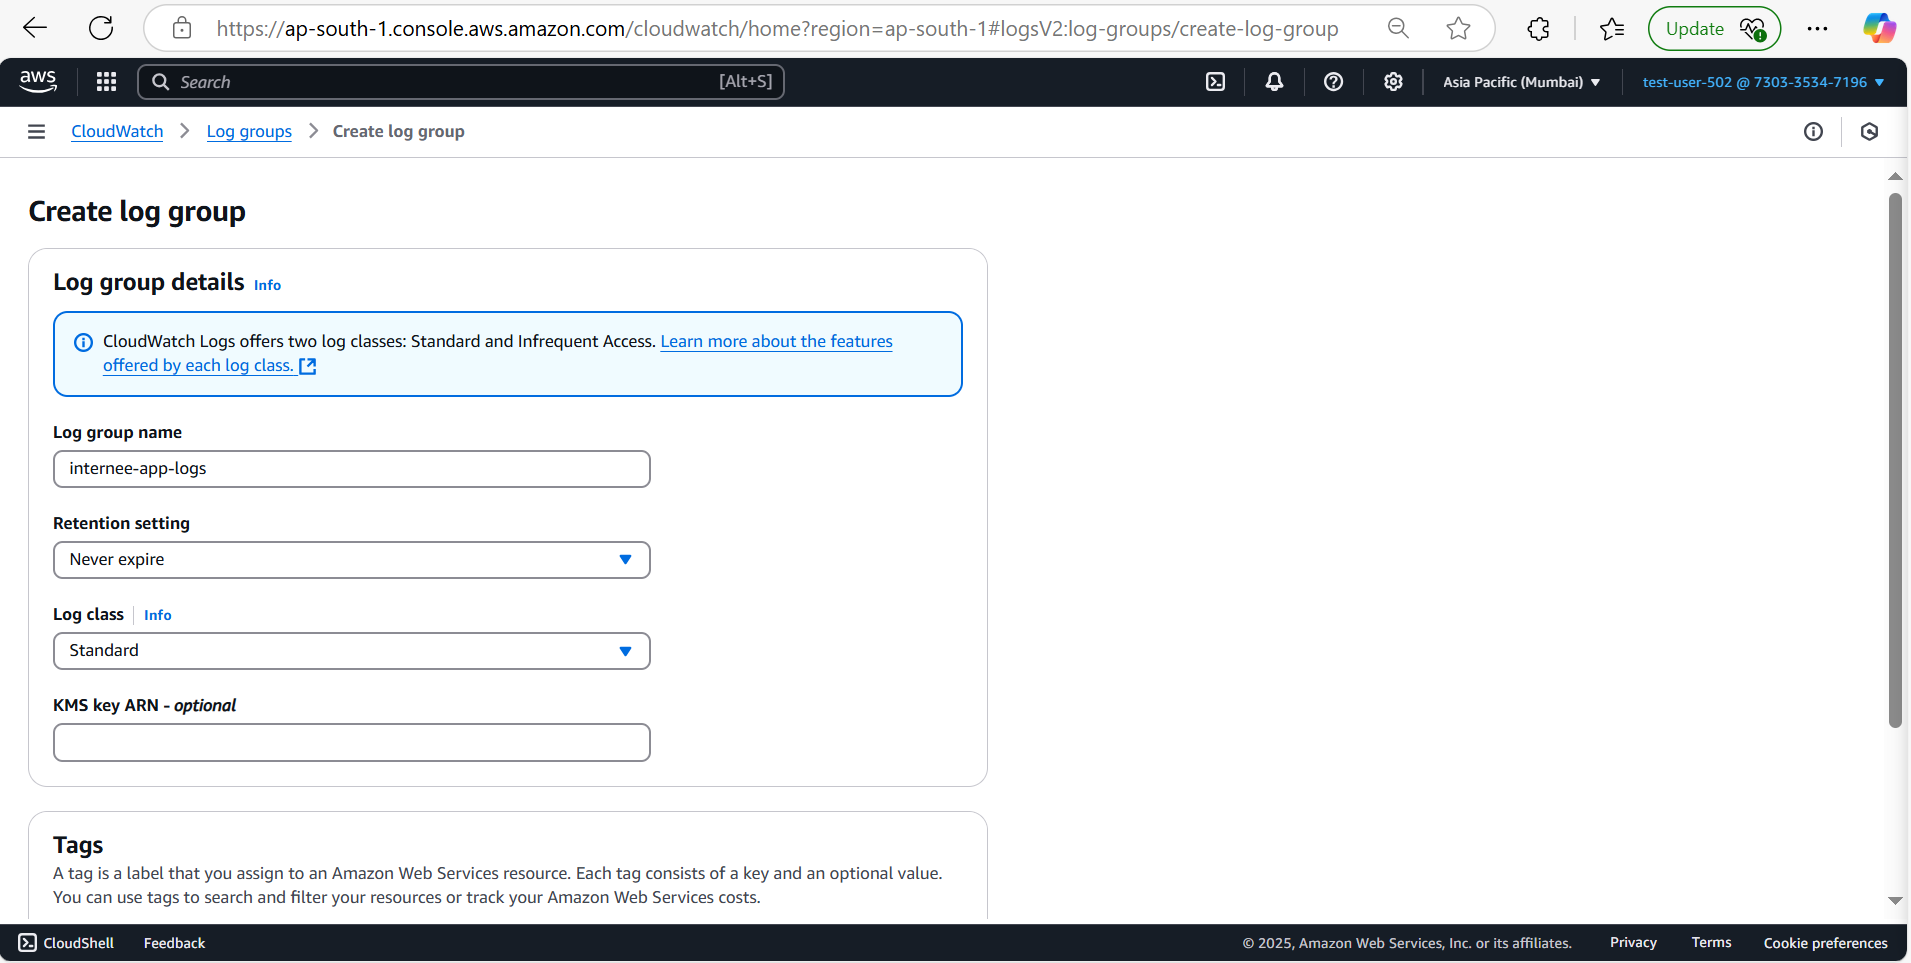 https://ap-south-1.console.aws.amazon.com/cloudwatch/home?region=ap-south-1#logsV2:log-groups/create-log-group
Update
aws
Search [Alt+S]
Asia Pacific (Mumbai)
test-user-502 @ 7303-3534-7196
CloudWatch
Log groups
Create log group
Create log group
Log group details Info
CloudWatch Logs offers two log classes: Standard and Infrequent Access. Learn more about the features
offered by each log class.
Log group name
internee-app-logs
Retention setting
Never expire
Log class Info
Standard
KMS key ARN - optional
Tags
A tag is a label that you assign to an Amazon Web Services resource. Each tag consists of a key and an optional value.
You can use tags to search and filter your resources or track your Amazon Web Services costs.
CloudShell Feedback © 2025, Amazon Web Services, Inc. or its affiliates. Privacy Terms Cookie preferences